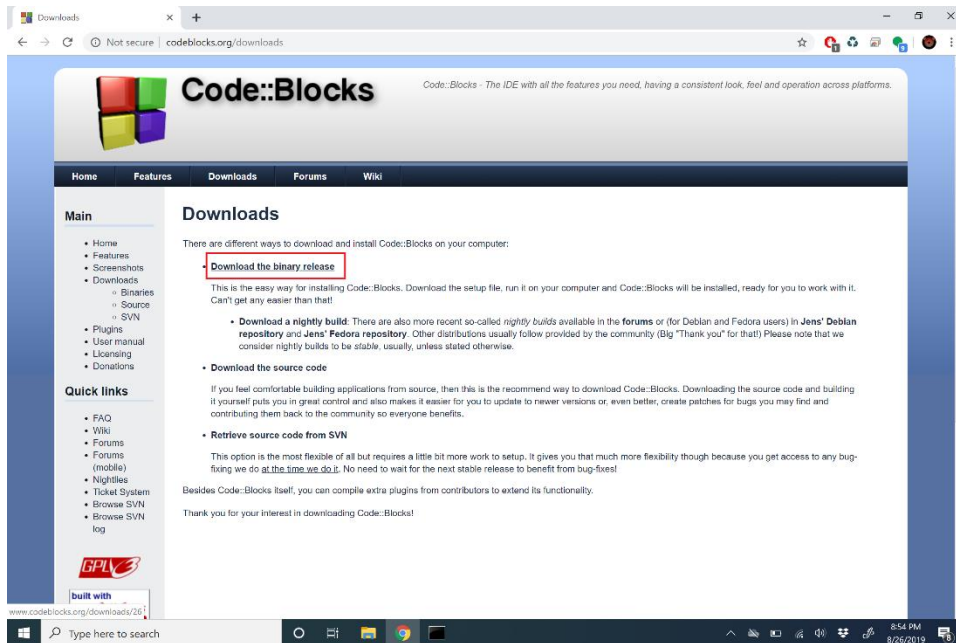 Downloads
Not secure | codeblocks.org/downloads
Code::Blocks
Code::Blocks - The IDE with all the features you need, having a consistent look, feel and operation across platforms.
Home Features Downloads Forums Wiki
Main
• Home
• Features
• Screenshots
• Downloads
○ Binaries
○ Source
○ SVN
• Plugins
• User manual
• Licensing
• Donations
Quick links
• FAQ
• Wiki
• Forums
• Forums
(mobile)
• Nightlies
• Ticket System
• Browse SVN
• Browse SVN
log
GPLv3
built with
Downloads
There are different ways to download and install Code::Blocks on your computer:
• Download the binary release
This is the easy way for installing Code::Blocks. Download the setup file, run it on your computer and Code::Blocks will be installed, ready for you to work with it.
Can't get any easier than that!
• Download a nightly build: There are also more recent so-called nightly builds available in the forums or (for Debian and Fedora users) in Jens' Debian
repository and Jens' Fedora repository. Other distributions usually follow provided by the community (Big "Thank you" for that!) Please note that we
consider nightly builds to be stable, usually, unless stated otherwise.
• Download the source code
If you feel comfortable building applications from source, then this is the recommend way to download Code::Blocks. Downloading the source code and building
it yourself puts you in great control and also makes it easier for you to update to newer versions or, even better, create patches for bugs you may find and
contributing them back to the community so everyone benefits.
• Retrieve source code from SVN
This option is the most flexible of all but requires a little bit more work to setup. It gives you that much more flexibility though because you get access to any bug-
fixing we do at the time we do it. No need to wait for the next stable release to benefit from bug-fixes!
Besides Code::Blocks itself, you can compile extra plugins from contributors to extend its functionality.
Thank you for your interest in downloading Code::Blocks!
www.codeblocks.org/downloads/26
Type here to search
8:54 PM
8/26/2019